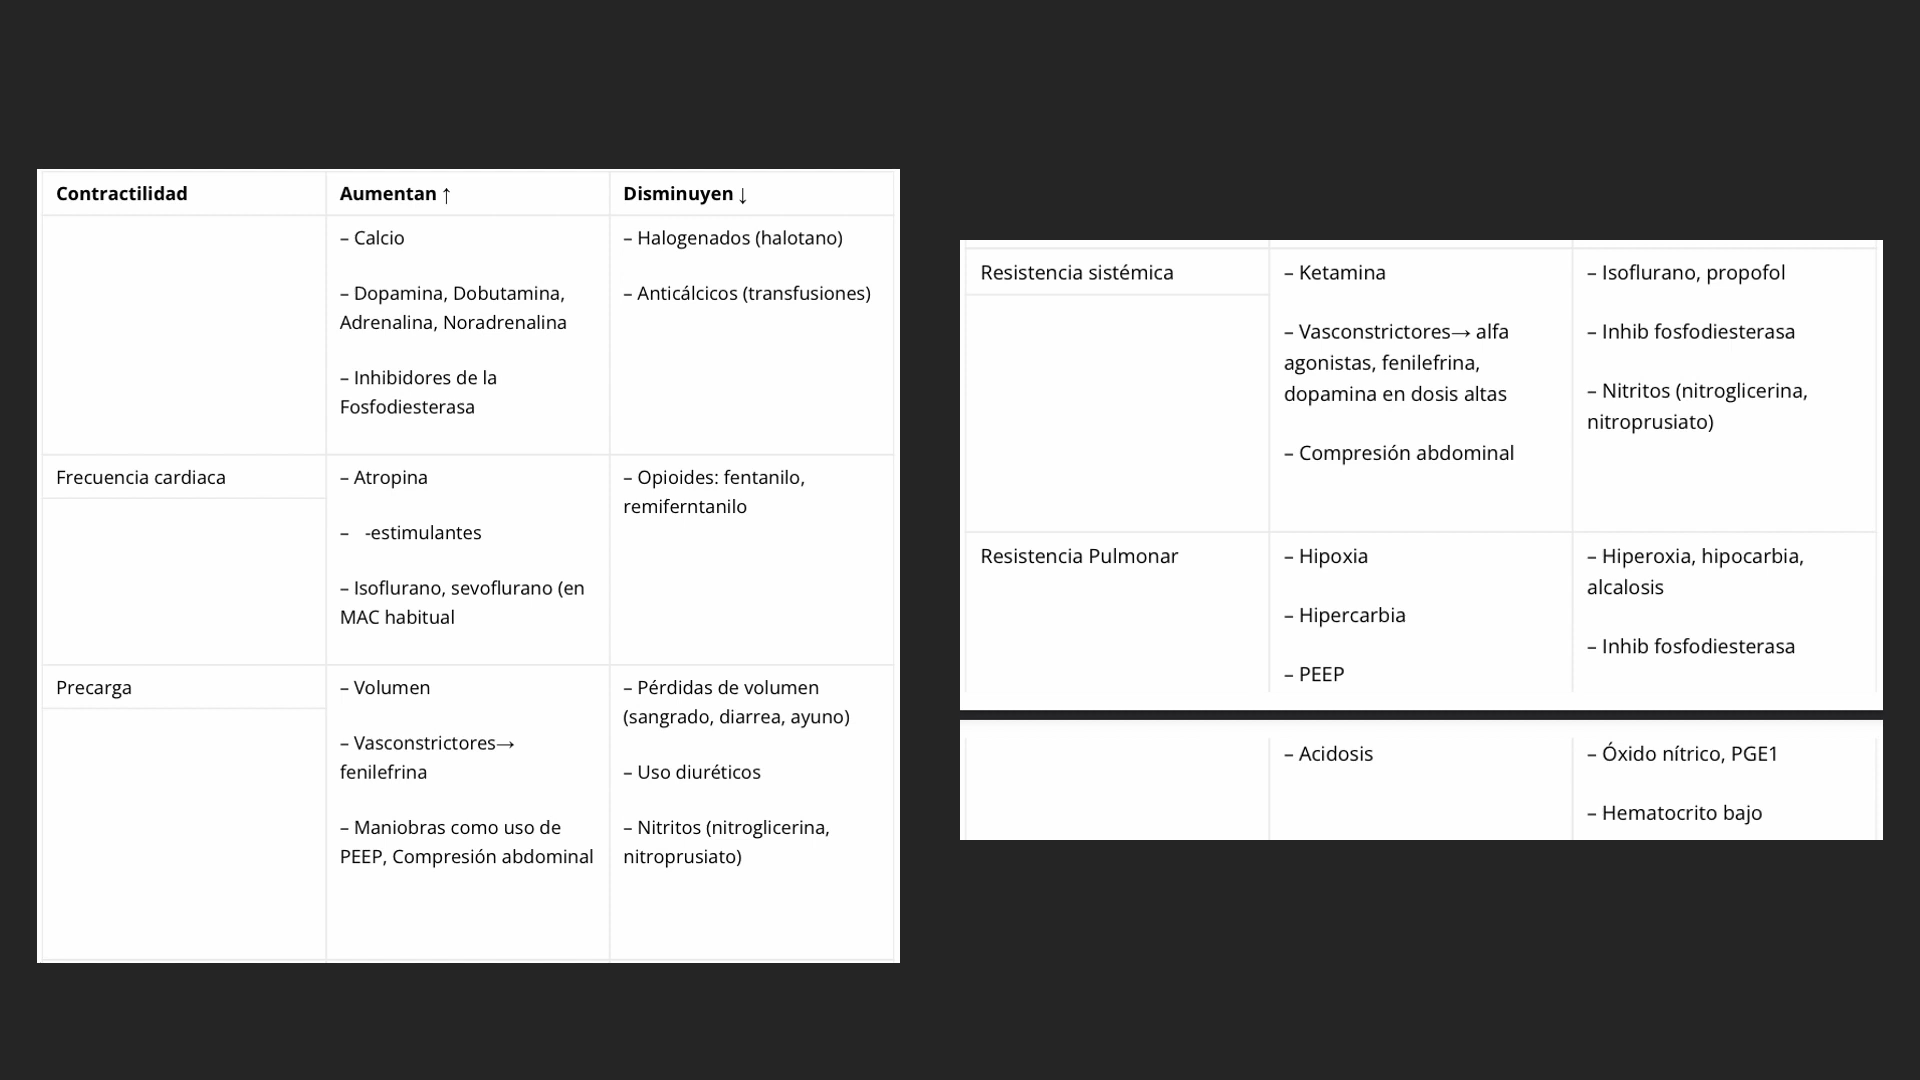 Contractilidad Aumentan ↑ Disminuyen ↓
– Calcio
– Dopamina, Dobutamina,
Adrenalina, Noradrenalina
– Inhibidores de la
Fosfodiesterasa
– Halogenados (halotano)
– Anticálcicos (transfusiones)
Frecuencia cardiaca
– Atropina
– -estimulantes
– Isoflurano, sevoflurano (en
MAC habitual
– Opioides: fentanilo,
remiferntanilo
Precarga
– Volumen
– Vasconstrictores→
fenilefrina
– Maniobras como uso de
PEEP, Compresión abdominal
– Pérdidas de volumen
(sangrado, diarrea, ayuno)
– Uso diuréticos
– Nitritos (nitroglicerina,
nitroprusiato)
Resistencia sistémica
– Ketamina
– Vasconstrictores→ alfa
agonistas, fenilefrina,
dopamina en dosis altas
– Compresión abdominal
– Isoflurano, propofol
– Inhib fosfodiesterasa
– Nitritos (nitroglicerina,
nitroprusiato)
Resistencia Pulmonar
– Hipoxia
– Hipercarbia
– PEEP
– Acidosis
– Hiperoxia, hipocarbia,
alcalosis
– Inhib fosfodiesterasa
– Óxido nítrico, PGE1
– Hematocrito bajo